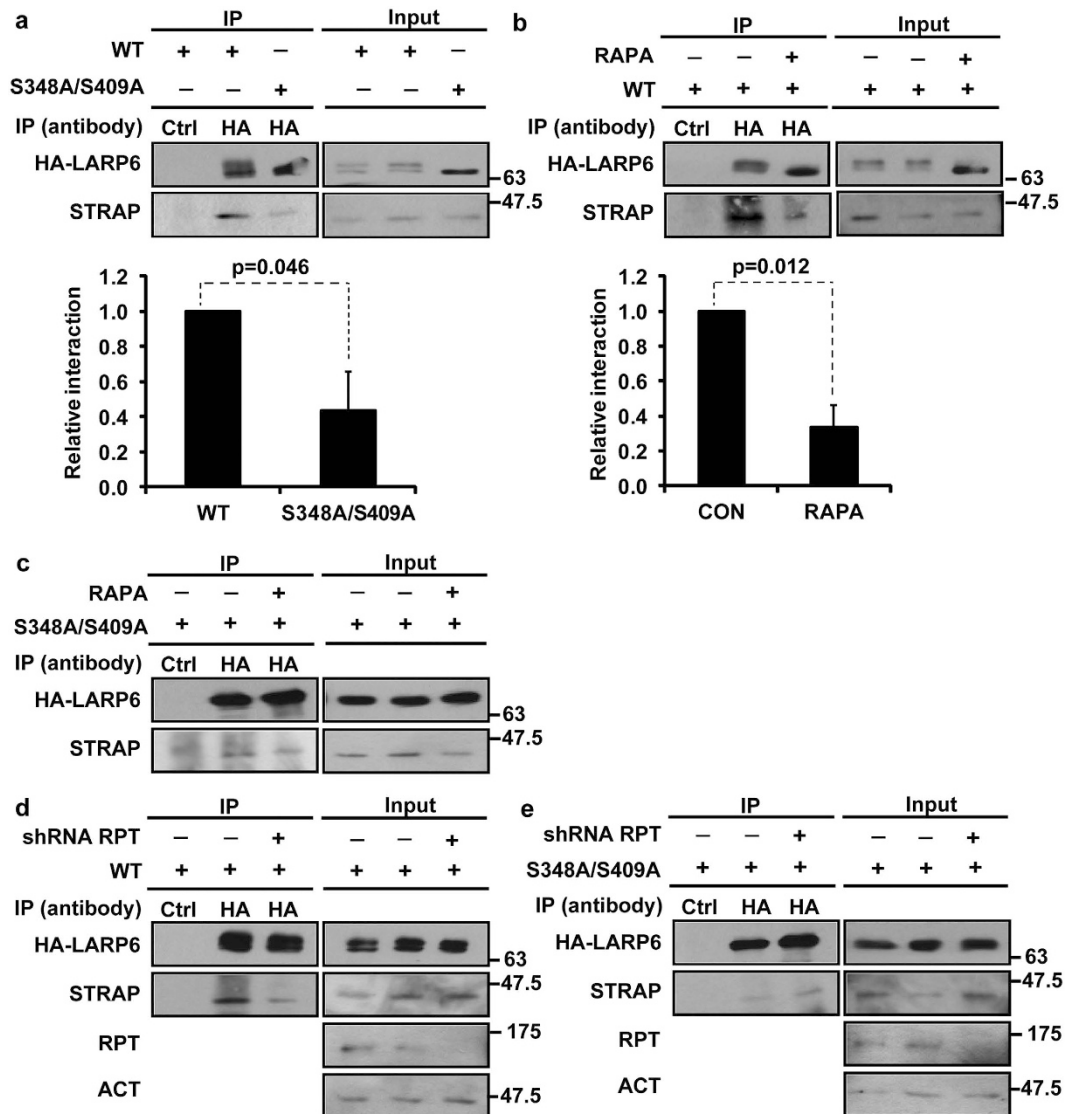 a
IP Input
WT + + – + + –
S348A/S409A – – + – – +
IP (antibody) Ctrl HA HA
HA-LARP6
63
STRAP
47.5
p=0.046
Relative interaction
1.2
1.0
0.8
0.6
0.4
0.2
0.0
WT S348A/S409A
b
IP Input
RAPA – – + – – +
WT + + + + + +
IP (antibody) Ctrl HA HA
HA-LARP6
63
STRAP
47.5
p=0.012
Relative interaction
1.2
1.0
0.8
0.6
0.4
0.2
0.0
CON RAPA
c
IP Input
RAPA – – + – – +
S348A/S409A + + + + + +
IP (antibody) Ctrl HA HA
HA-LARP6
63
STRAP
47.5
d
IP Input
shRNA RPT – – + – – +
WT + + + + + +
IP (antibody) Ctrl HA HA
HA-LARP6
63
STRAP
47.5
RPT
175
ACT
47.5
e
IP Input
shRNA RPT – – + – – +
S348A/S409A + + + + + +
IP (antibody) Ctrl HA HA
HA-LARP6
63
STRAP
47.5
RPT
175
ACT
47.5